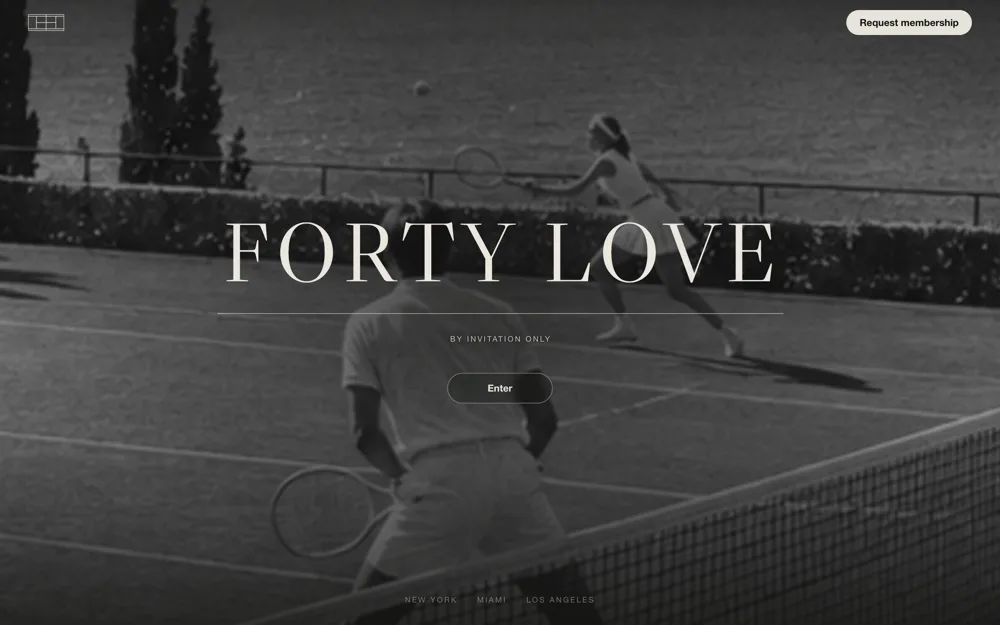 Request membership
FORTY LOVE
BY INVITATION ONLY
Enter
NEW YORK MIAMI LOS ANGELES